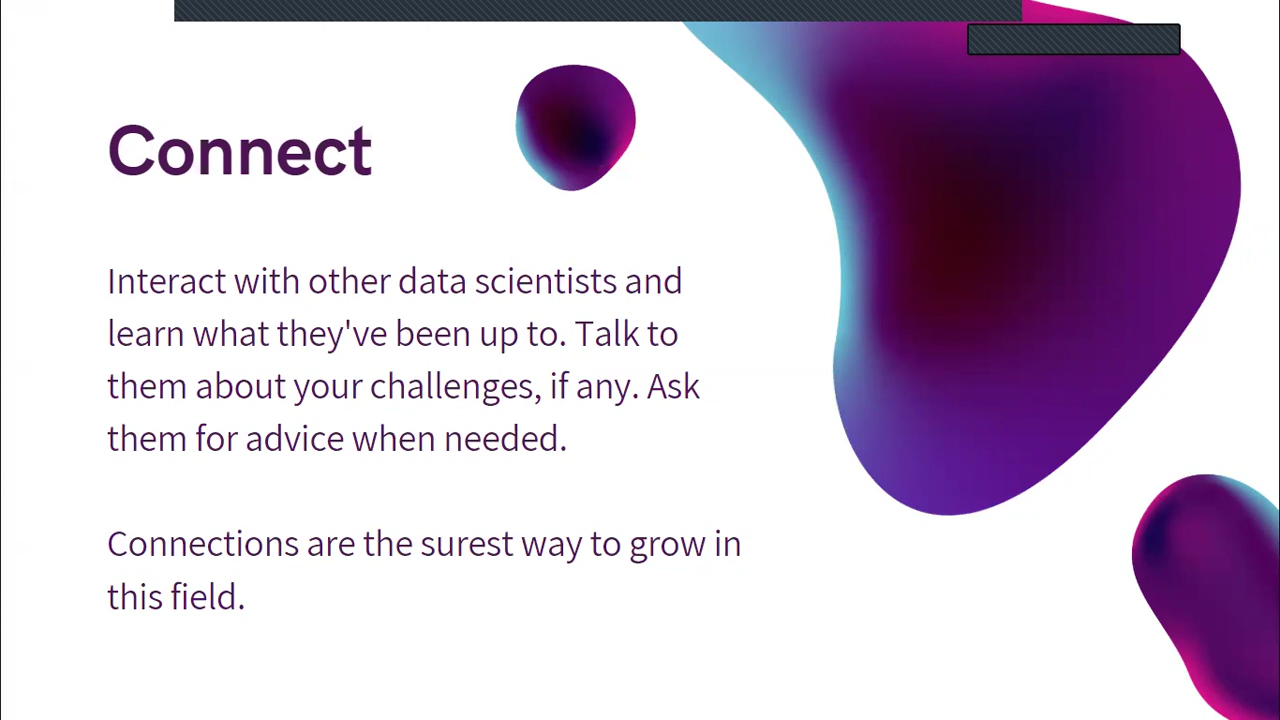 Connect
Interact with other data scientists and
learn what they've been up to. Talk to
them about your challenges, if any. Ask
them for advice when needed.
Connections are the surest way to grow in
this field.